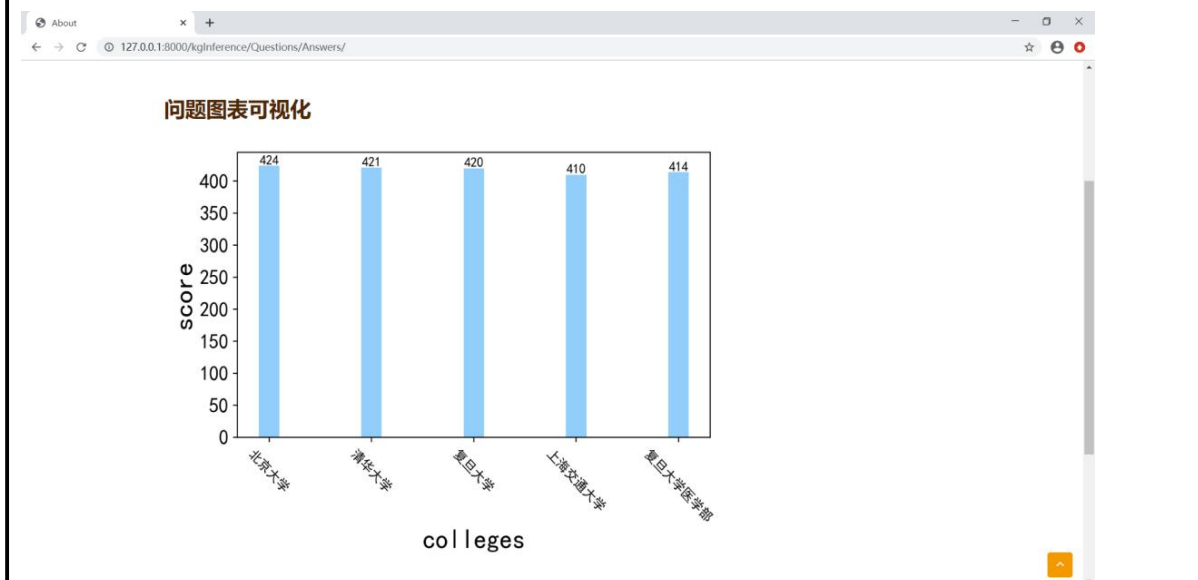 About
127.0.0.1:8000/kgInference/Questions/Answers/
问题图表可视化
424
421
420
410
414
400
350
300
250
200
150
100
50
0
score
北京大学
清华大学
复旦大学
上海交通大学
复旦大学医学部
colleges